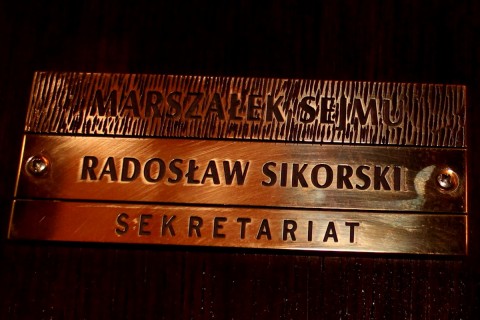 MARSZAŁEK SEJMU
RADOSŁAW SIKORSKI
SEKRETARIAT